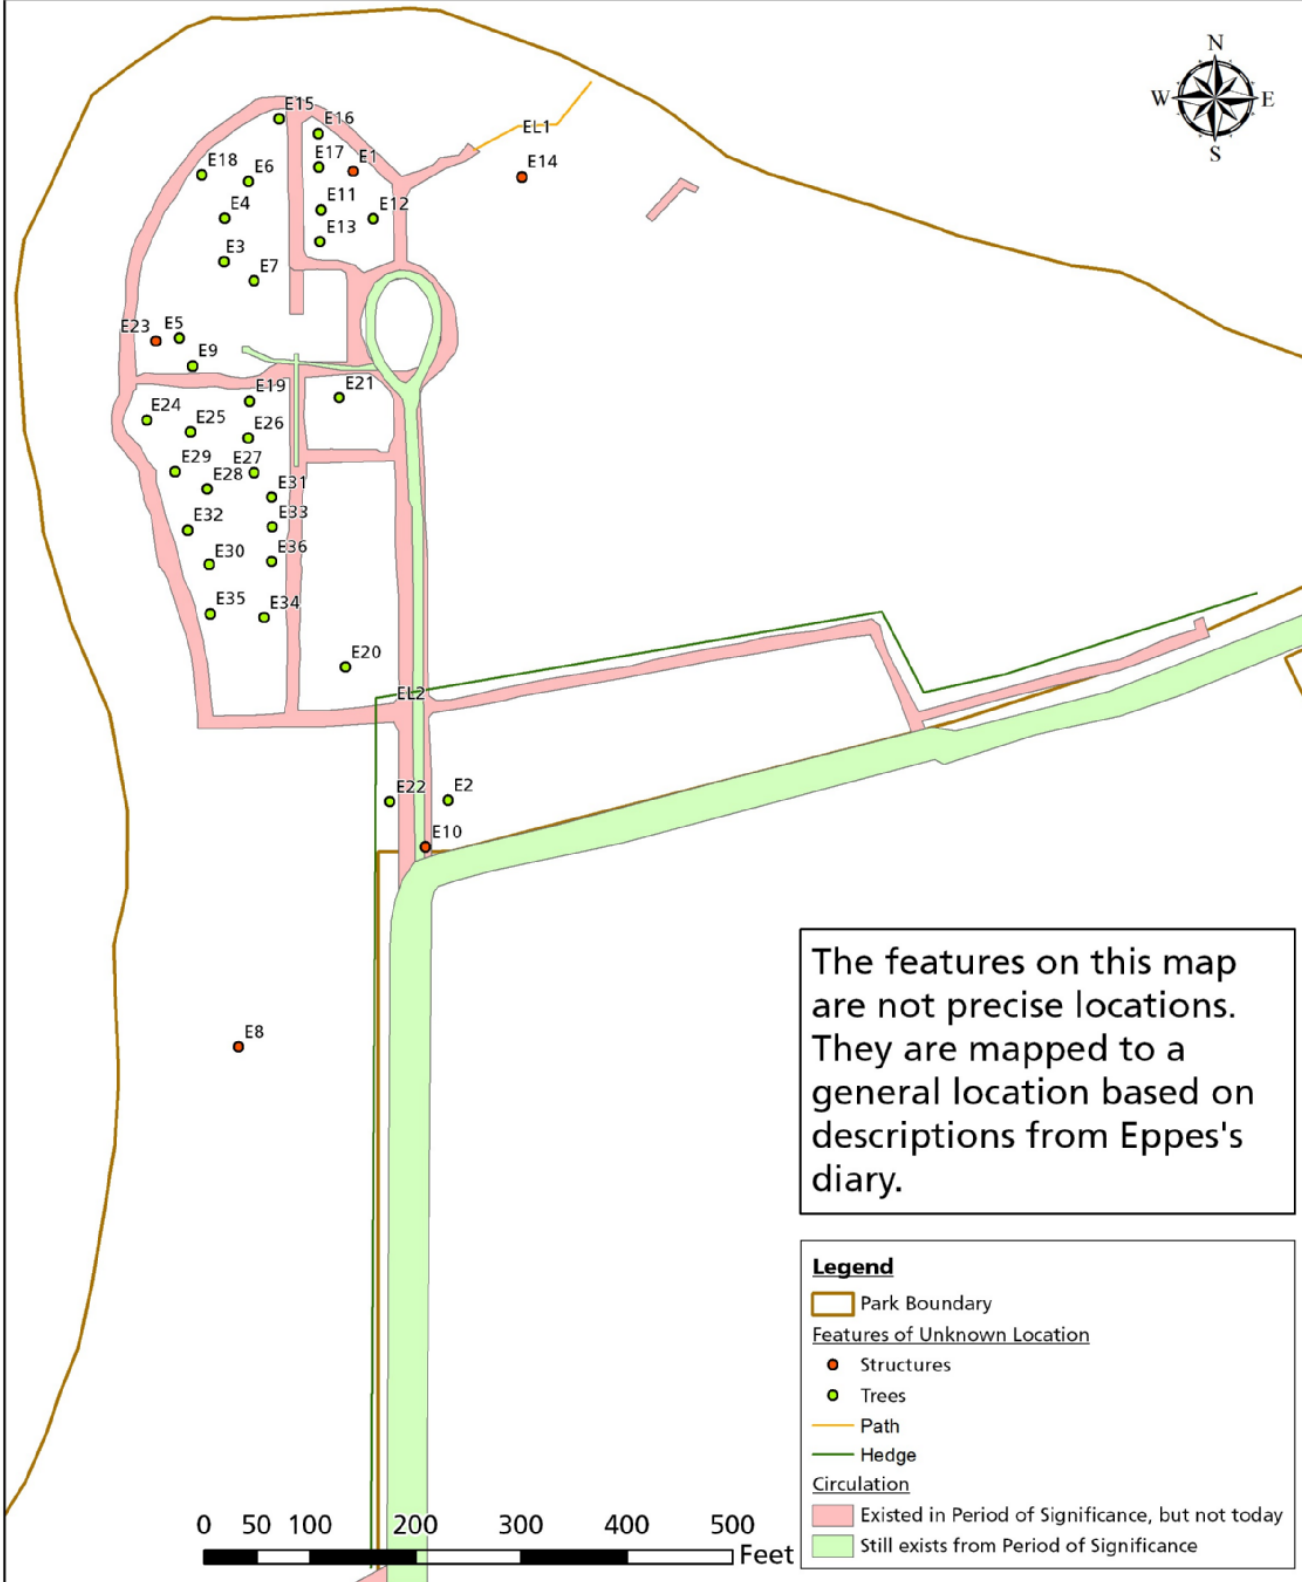 N
W E
S
E15
E16
EL1
E17 E1
E18 E6
E14
E4
E11
E12
E13
E3
E7
E23 E5
E9
E19
E21
E24
E25
E26
E29 E27
E28
E31
E32
E33
E30
E36
E35
E34
E20
EL2
E22 E2
E10
E8
The features on this map
are not precise locations.
They are mapped to a
general location based on
descriptions from Eppes's
diary.
Legend
Park Boundary
Features of Unknown Location
Structures
Trees
Path
Hedge
Circulation
Existed in Period of Significance, but not today
Still exists from Period of Significance
0 50 100 200 300 400 500
Feet